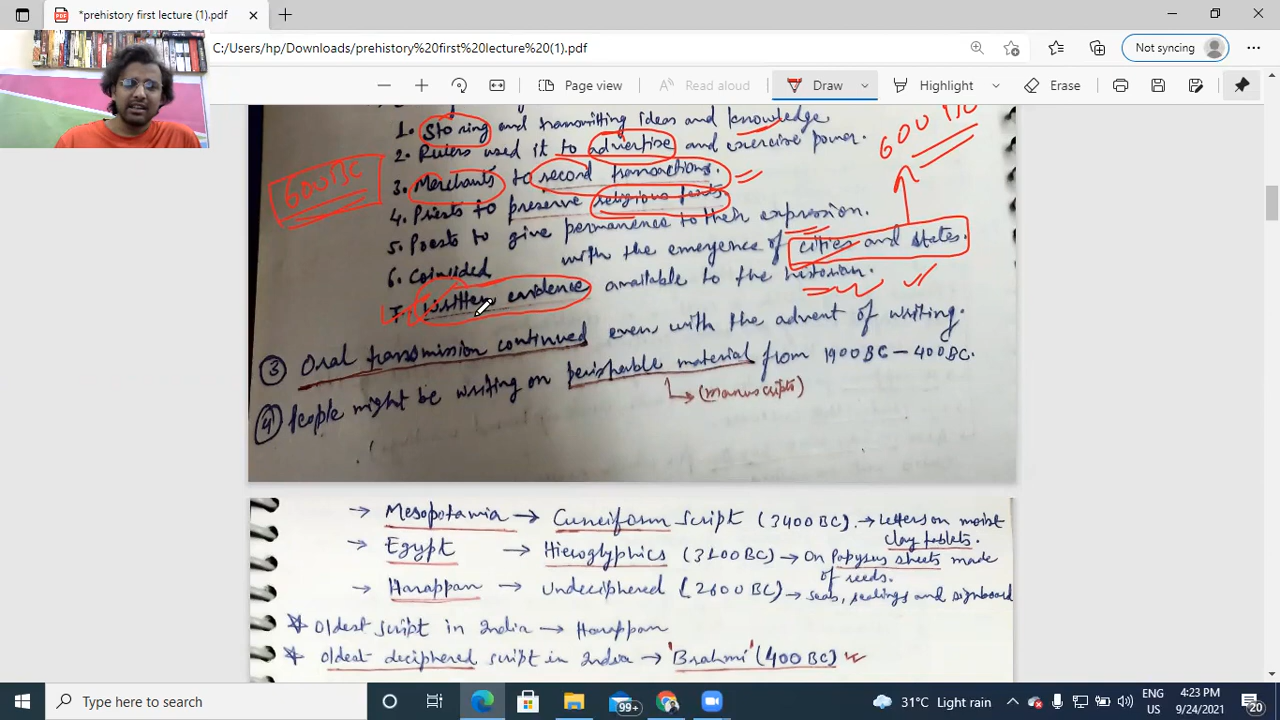 *prehistory first lecture (1).pdf
C:/Users/hp/Downloads/prehistory%20first%20lecture%20(1).pdf
Not syncing
Page view
Read aloud
Draw
Highlight
Erase
1. Storing and transmitting ideas and knowledge
2. Rulers used it to advertise and exercise power.
600 BC
600 BC
3. Merchants to record transactions.
4. Priests to preserve religious texts
5. Poests to give permanence to their expression.
6. Coincided with the emergence of cities and states.
7. Written evidence available to the historian.
③ Oral transmission continued even with the advent of writing.
④ People might be writing on perishable material from 1900 BC – 400 BC.
(manuscripts)
→ Mesopotamia → Cuneiform Script (3400 BC). → letters on moist
clay tablets.
→ Egypt → Hieroglyphics (3100 BC) → On Papyrus sheets made
of reeds.
→ Harappan → Undeciphered (2600 BC) → seals, sealings and signboard
Oldest script in India → Harappan
Oldest deciphered script in India → 'Brahmi' (400 BC)
Type here to search
99+
31°C Light rain
ENG
US
4:23 PM
9/24/2021
20